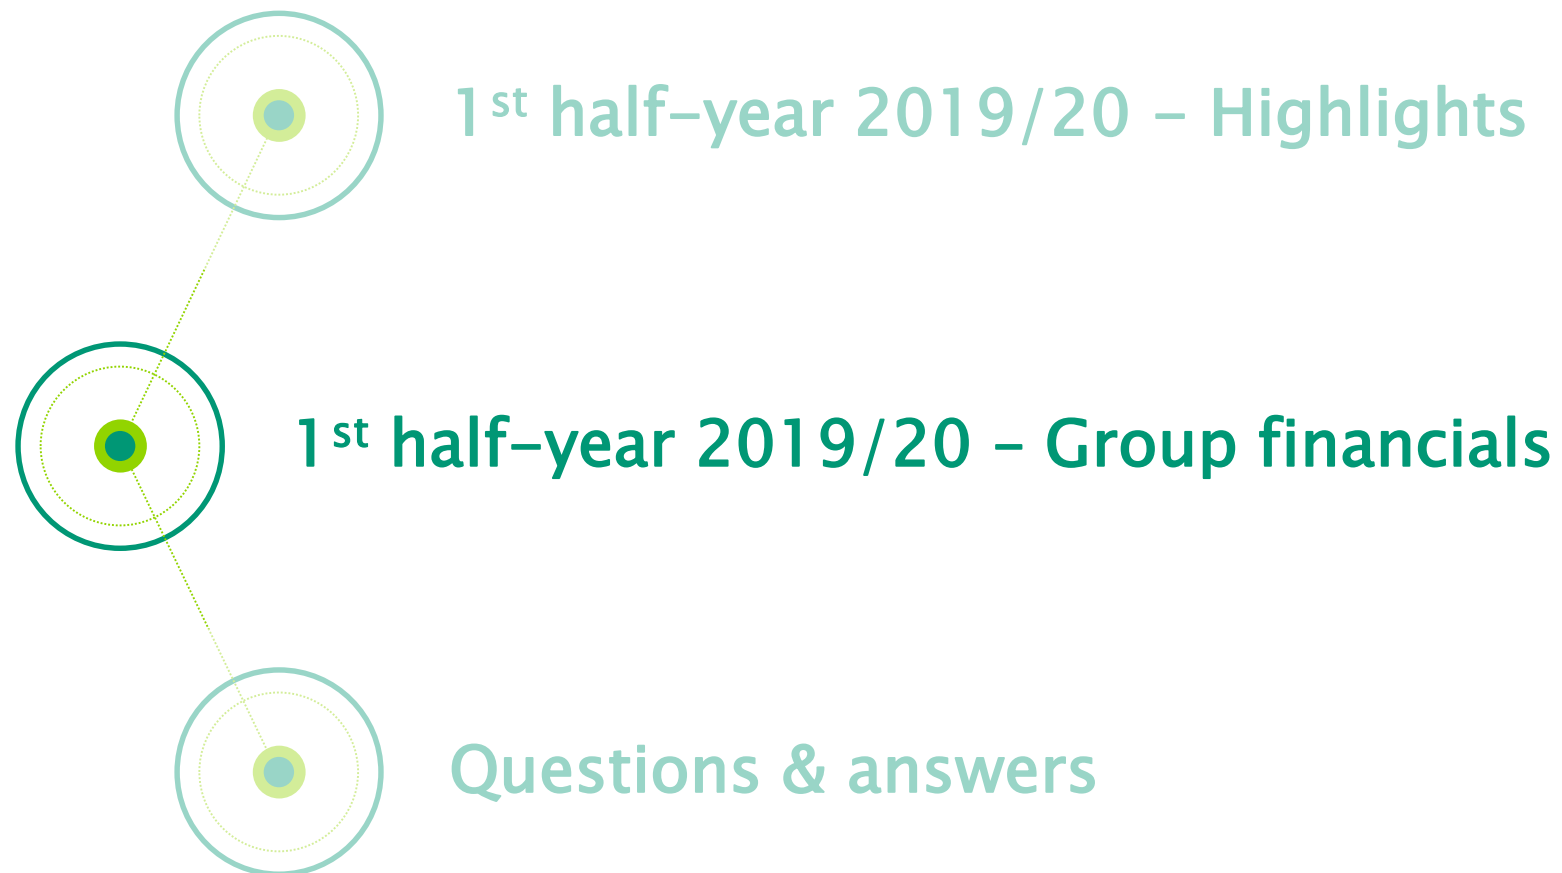 1st half-year 2019/20 - Highlights
1st half-year 2019/20 – Group financials
Questions & answers